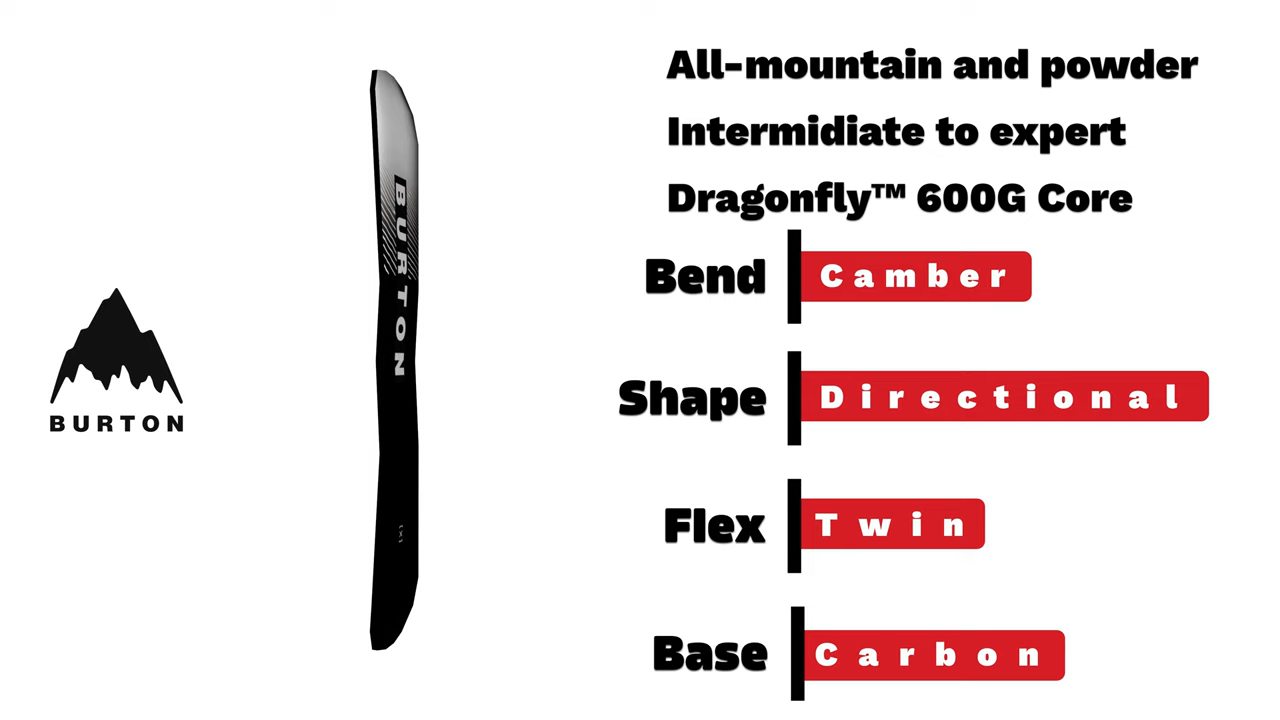 All-mountain and powder
Intermidiate to expert
Dragonfly™ 600G Core
Bend Camber
Shape Directional
Flex Twin
Base Carbon
BURTON
BURTON